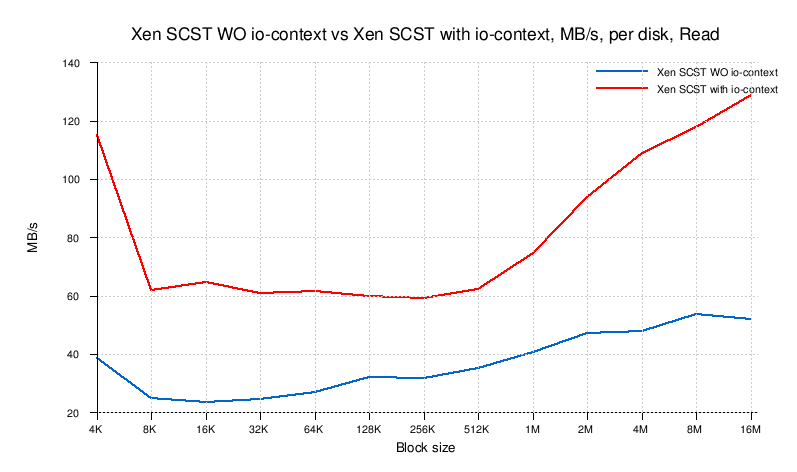 Xen SCST WO io-context vs Xen SCST with io-context, MB/s, per disk, Read
140
Xen SCST WO io-context
Xen SCST with io-context
120
100
80
60
40
20
MB/s
4K 8K 16K 32K 64K 128K 256K 512K 1M 2M 4M 8M 16M
Block size